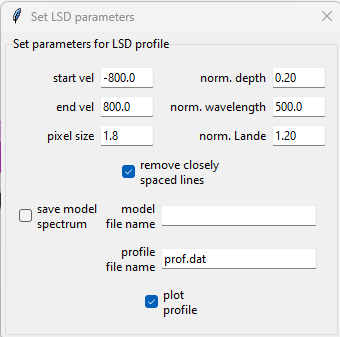 Set LSD parameters
Set parameters for LSD profile
start vel -800.0 norm. depth 0.20
end vel 800.0 norm. wavelength 500.0
pixel size 1.8 norm. Lande 1.20
remove closely
spaced lines
save model
spectrum
model
file name
profile
file name
prof.dat
plot
profile